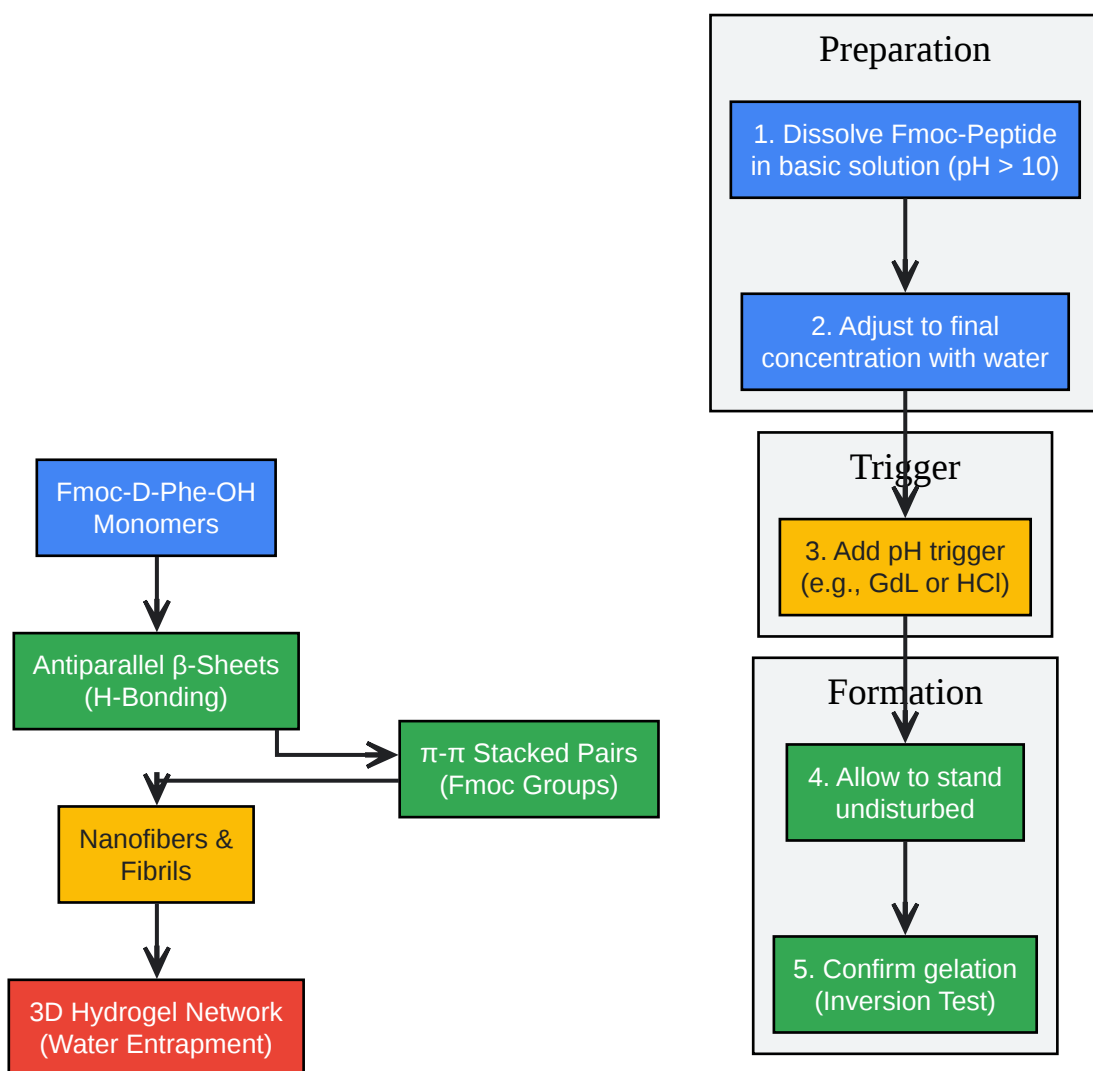 Fmoc-D-Phe-OH
Monomers
Antiparallel β-Sheets
(H-Bonding)
π-π Stacked Pairs
(Fmoc Groups)
Nanofibers &
Fibrils
3D Hydrogel Network
(Water Entrapment)
Preparation
1. Dissolve Fmoc-Peptide
in basic solution (pH > 10)
2. Adjust to final
concentration with water
Trigger
3. Add pH trigger
(e.g., GdL or HCl)
Formation
4. Allow to stand
undisturbed
5. Confirm gelation
(Inversion Test)